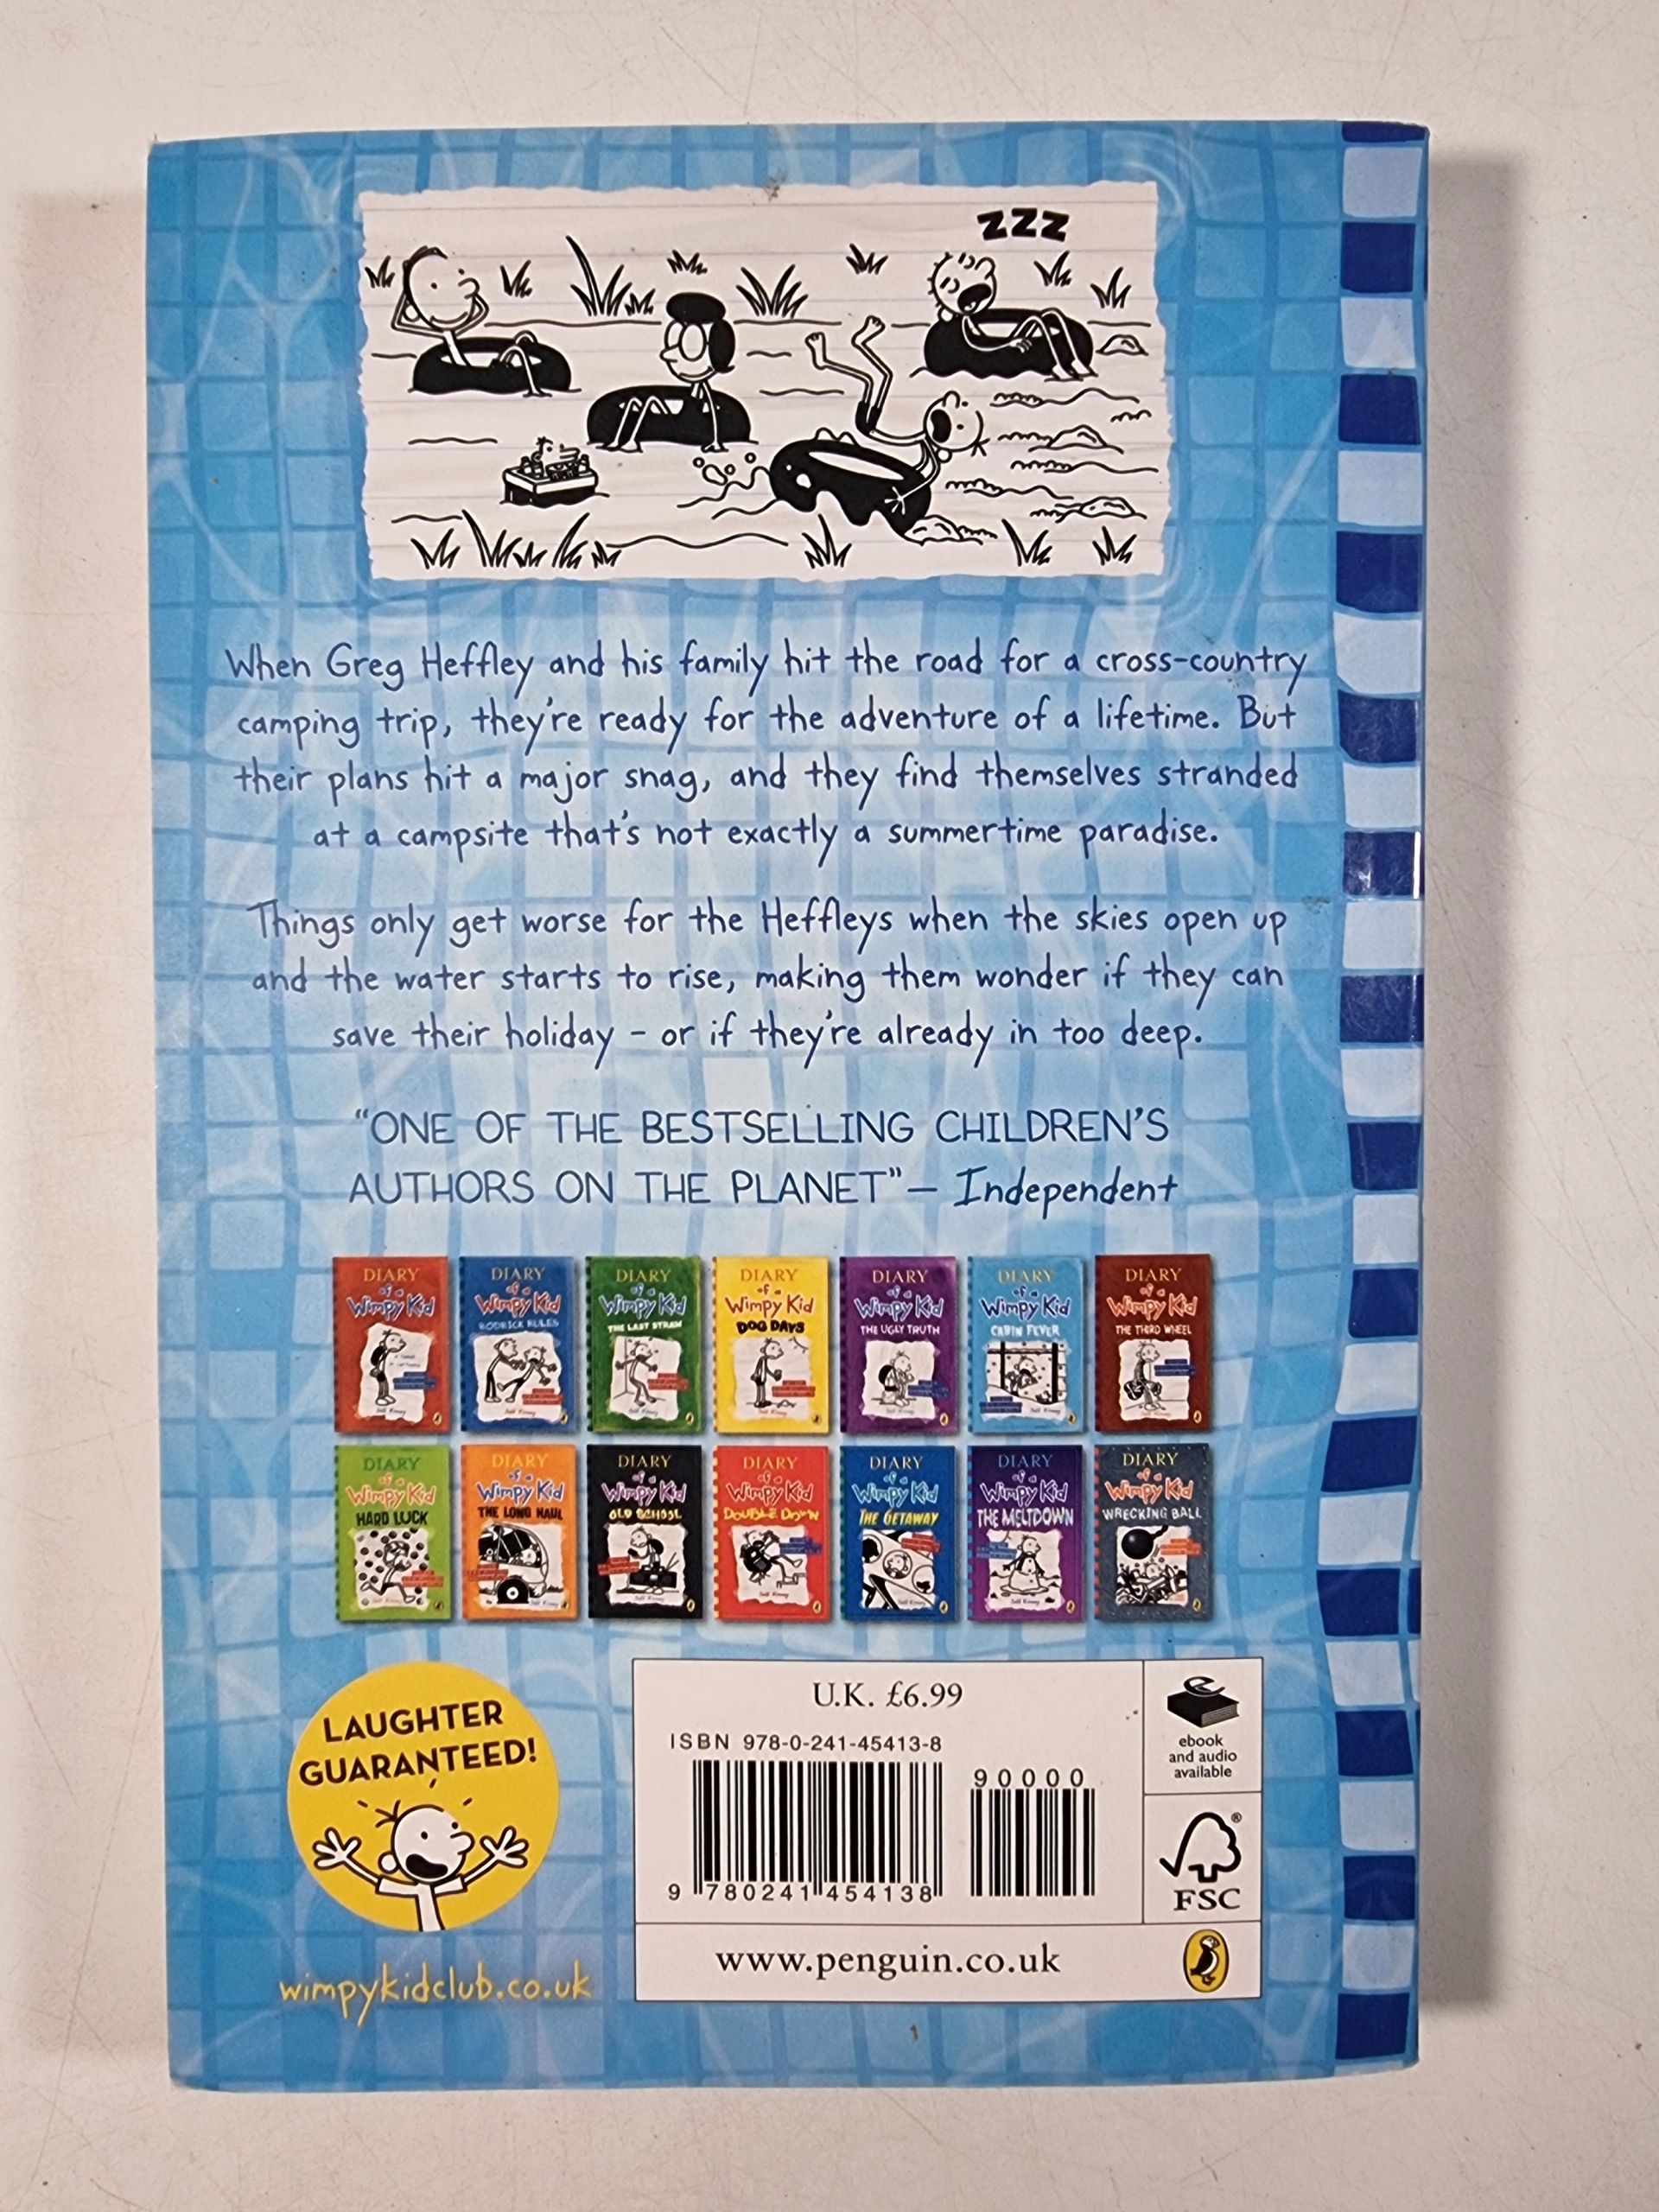 ZZZ
When Greg Heffley and his family hit the road for a cross-country
camping trip, they're ready for the adventure of a lifetime. But
their plans hit a major snag, and they find themselves stranded
at a campsite that's not exactly a summertime paradise.
Things only get worse for the Heffleys when the skies open up
and the water starts to rise, making them wonder if they can
save their holiday – or if they're already in too deep.
"ONE OF THE BESTSELLING CHILDREN'S
AUTHORS ON THE PLANET" – Independent
DIARY of a Wimpy Kid
DIARY of a Wimpy Kid RODRICK RULES
DIARY of a Wimpy Kid THE LAST STRAW
DIARY of a Wimpy Kid DOG DAYS
DIARY of a Wimpy Kid THE UGLY TRUTH
DIARY of a Wimpy Kid CABIN FEVER
DIARY of a Wimpy Kid THE THIRD WHEEL
DIARY of a Wimpy Kid HARD LUCK
DIARY of a Wimpy Kid THE LONG HAUL
DIARY of a Wimpy Kid OLD SCHOOL
DIARY of a Wimpy Kid DOUBLE DOWN
DIARY of a Wimpy Kid THE GETAWAY
DIARY of a Wimpy Kid THE MELTDOWN
DIARY of a Wimpy Kid WRECKING BALL
LAUGHTER
GUARANTEED!
wimpykidclub.co.uk
U.K. £6.99
ISBN 978-0-241-45413-8
90000
9 780241 454138
www.penguin.co.uk
ebook
and audio
available
®
FSC